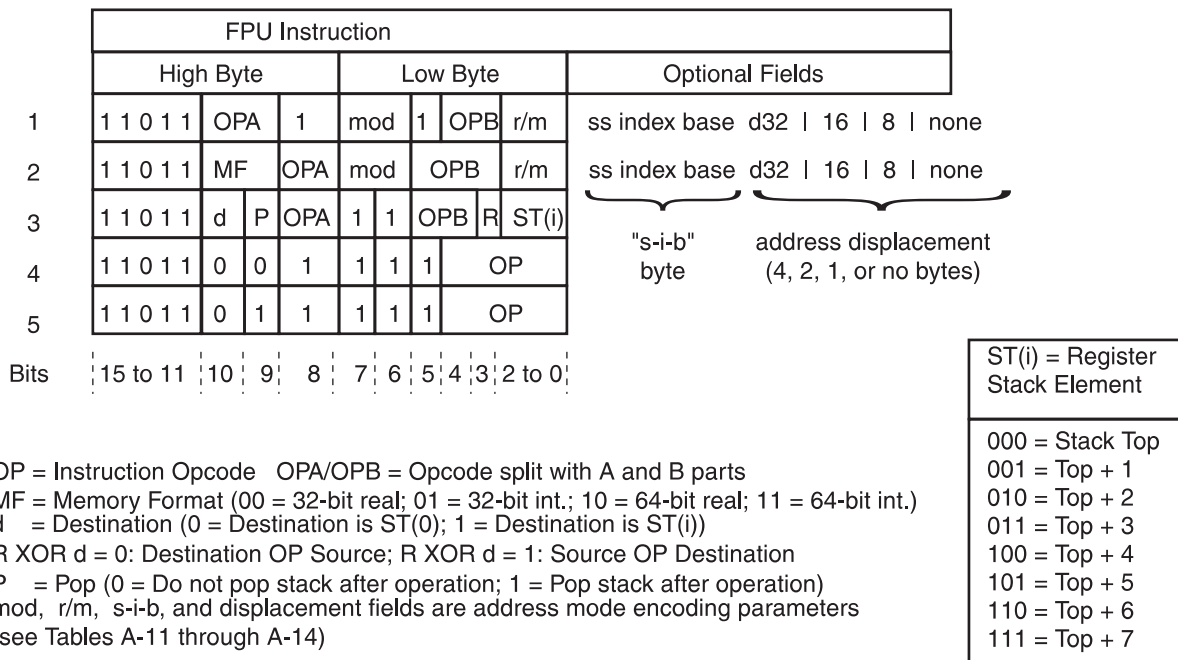 FPU Instruction
High Byte Low Byte Optional Fields
1 1 1 0 1 1 OPA 1 mod 1 OPB r/m ss index base d32 | 16 | 8 | none
2 1 1 0 1 1 MF OPA mod OPB r/m ss index base d32 | 16 | 8 | none
3 1 1 0 1 1 d P OPA 1 1 OPB R ST(i)
"s-i-b" address displacement
byte (4, 2, 1, or no bytes)
4 1 1 0 1 1 0 0 1 1 1 1 OP
5 1 1 0 1 1 0 1 1 1 1 1 OP
Bits 15 to 11 10 9 8 7 6 5 4 3 2 to 0
ST(i) = Register
Stack Element
000 = Stack Top
001 = Top + 1
010 = Top + 2
011 = Top + 3
100 = Top + 4
101 = Top + 5
110 = Top + 6
111 = Top + 7
OP = Instruction Opcode OPA/OPB = Opcode split with A and B parts
MF = Memory Format (00 = 32-bit real; 01 = 32-bit int.; 10 = 64-bit real; 11 = 64-bit int.)
d = Destination (0 = Destination is ST(0); 1 = Destination is ST(i))
R XOR d = 0: Destination OP Source; R XOR d = 1: Source OP Destination
P = Pop (0 = Do not pop stack after operation; 1 = Pop stack after operation)
mod, r/m, s-i-b, and displacement fields are address mode encoding parameters
(see Tables A-11 through A-14)